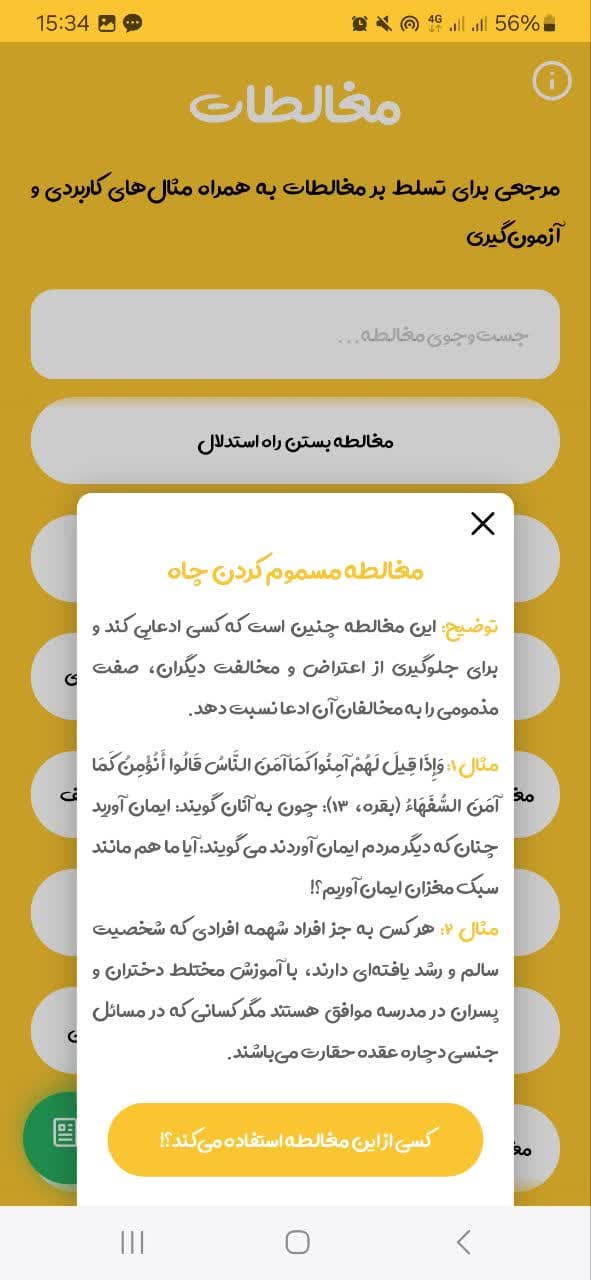 15:34 4G 56%
مغالطات
مرجعی برای تسلط بر مغالطات به همراه مثال‌های کاربردی و
آزمون‌گیری
جست‌وجوی مغالطه...
مغالطه بستن راه استدلال
مغالطه مسموم کردن چاه
توضیح: این مغالطه چنین است که کسی ادعایی کند و
برای جلوگیری از اعتراض و مخالفت دیگران، صفت
مذمومی را به مخالفان آن ادعا نسبت دهد.
مثال ۱: وَإِذَا قِيلَ لَهُمْ آمِنُوا كَمَا آمَنَ النَّاسُ قَالُوا أَنُؤْمِنُ كَمَا
آمَنَ السُّفَهَاءُ (بقره، ۱۳): چون به آنان گویند: ایمان آورید
چنان که دیگر مردم ایمان آوردند می گویند: آیا ما هم مانند
سبک مغزان ایمان آوریم؟!
مثال ۲: هر کس به جز افراد شهمه افرادی که شخصیت
سالم و رشد یافته‌ای دارند، با آموزش مختلط دختران و
پسران در مدرسه موافق هستند مگر کسانی که در مسائل
جنسی دچاره عقده حقارت می‌باشند.
کسی از این مغالطه استفاده می‌کند؟!